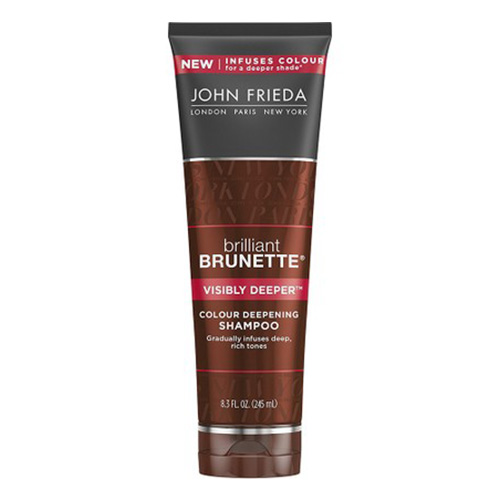 NEW | INFUSES COLOUR
for a deeper shade*
JOHN FRIEDA
LONDON PARIS NEW YORK
brilliant
BRUNETTE®
VISIBLY DEEPER™
COLOUR DEEPENING
SHAMPOO
Gradually infuses deep,
rich tones
8.3 FL. OZ. (245 mL)